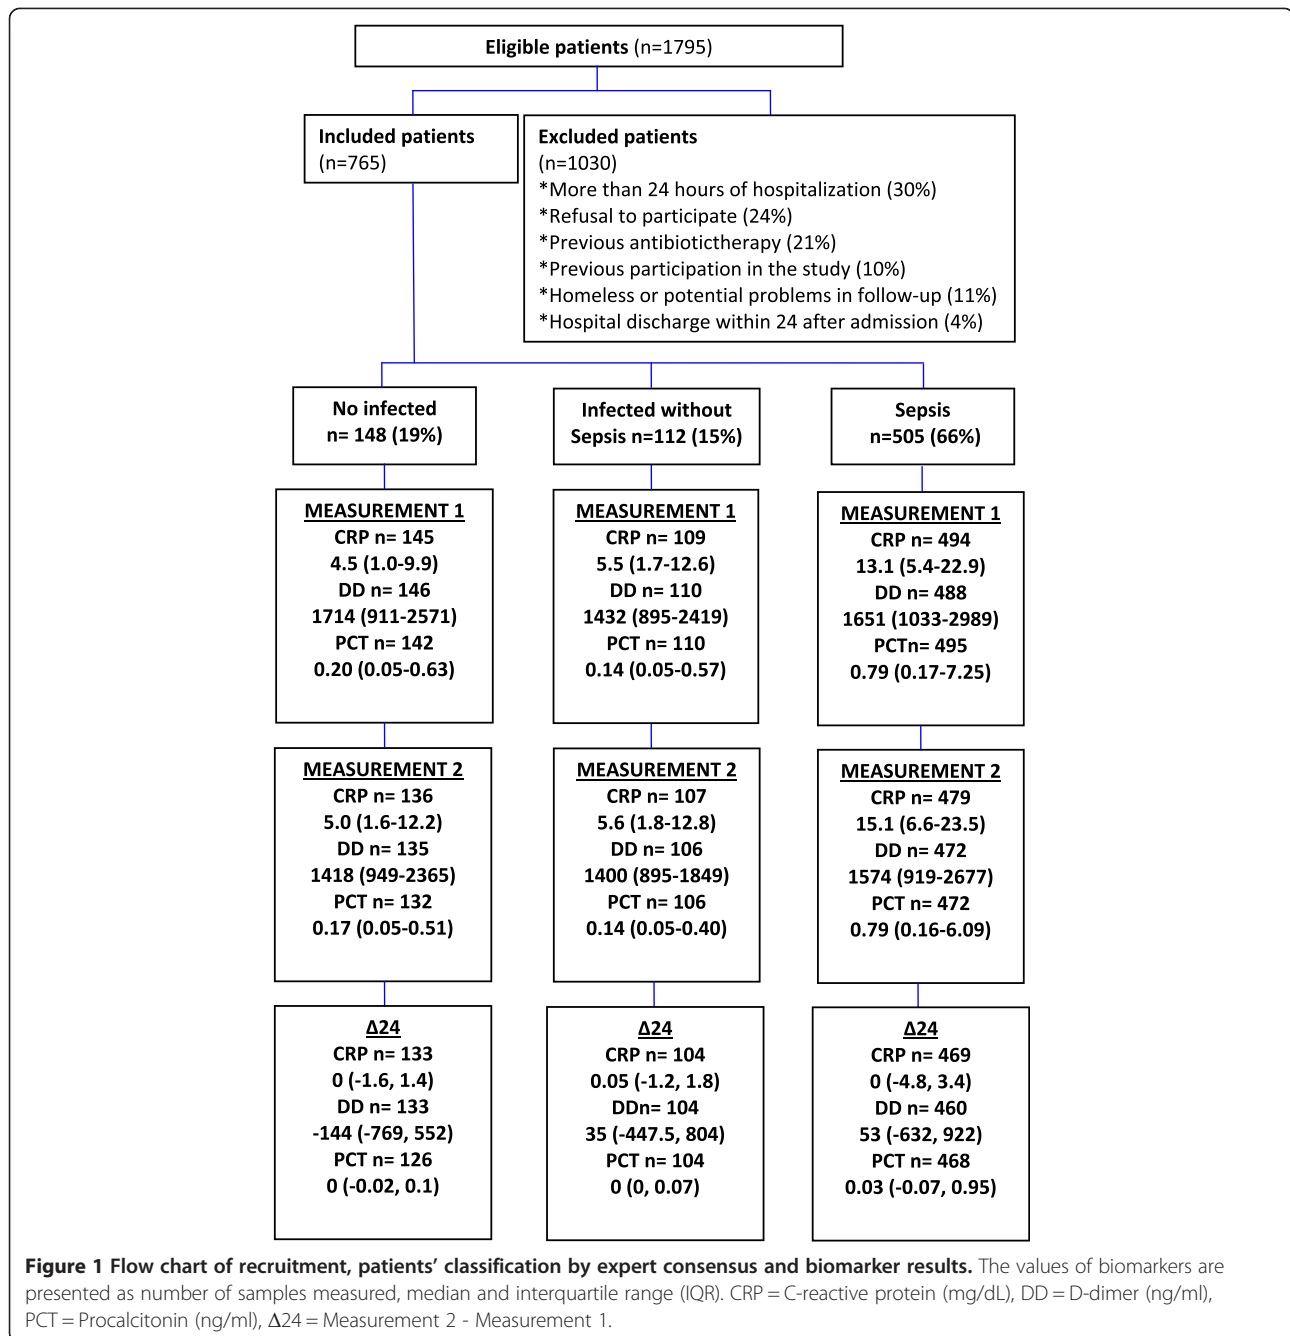 Eligible patients (n=1795)
Included patients
(n=765)
Excluded patients
(n=1030)
*More than 24 hours of hospitalization (30%)
*Refusal to participate (24%)
*Previous antibiotictherapy (21%)
*Previous participation in the study (10%)
*Homeless or potential problems in follow-up (11%)
*Hospital discharge within 24 after admission (4%)
No infected
n= 148 (19%)
Infected without
Sepsis n=112 (15%)
Sepsis
n=505 (66%)
MEASUREMENT 1
CRP n= 145
4.5 (1.0-9.9)
DD n= 146
1714 (911-2571)
PCT n= 142
0.20 (0.05-0.63)
MEASUREMENT 1
CRP n= 109
5.5 (1.7-12.6)
DD n= 110
1432 (895-2419)
PCT n= 110
0.14 (0.05-0.57)
MEASUREMENT 1
CRP n= 494
13.1 (5.4-22.9)
DD n= 488
1651 (1033-2989)
PCTn= 495
0.79 (0.17-7.25)
MEASUREMENT 2
CRP n= 136
5.0 (1.6-12.2)
DD n= 135
1418 (949-2365)
PCT n= 132
0.17 (0.05-0.51)
MEASUREMENT 2
CRP n= 107
5.6 (1.8-12.8)
DD n= 106
1400 (895-1849)
PCT n= 106
0.14 (0.05-0.40)
MEASUREMENT 2
CRP n= 479
15.1 (6.6-23.5)
DD n= 472
1574 (919-2677)
PCT n= 472
0.79 (0.16-6.09)
Δ24
CRP n= 133
0 (-1.6, 1.4)
DD n= 133
-144 (-769, 552)
PCT n= 126
0 (-0.02, 0.1)
Δ24
CRP n= 104
0.05 (-1.2, 1.8)
DDn= 104
35 (-447.5, 804)
PCT n= 104
0 (0, 0.07)
Δ24
CRP n= 469
0 (-4.8, 3.4)
DD n= 460
53 (-632, 922)
PCT n= 468
0.03 (-0.07, 0.95)
Figure 1 Flow chart of recruitment, patients' classification by expert consensus and biomarker results. The values of biomarkers are
presented as number of samples measured, median and interquartile range (IQR). CRP = C-reactive protein (mg/dL), DD = D-dimer (ng/ml),
PCT = Procalcitonin (ng/ml), Δ24 = Measurement 2 - Measurement 1.